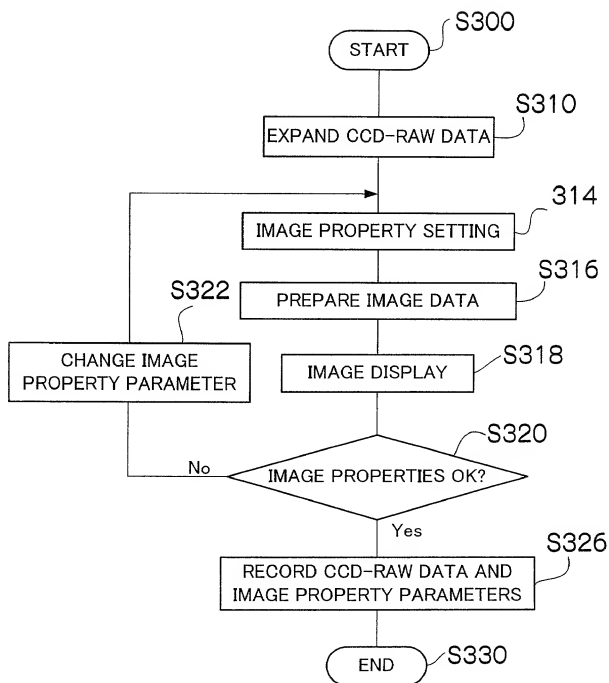 S300
START
S310
EXPAND CCD-RAW DATA
314
IMAGE PROPERTY SETTING
S316
PREPARE IMAGE DATA
S322
CHANGE IMAGE
PROPERTY PARAMETER
S318
IMAGE DISPLAY
S320
IMAGE PROPERTIES OK?
No
Yes
S326
RECORD CCD-RAW DATA AND
IMAGE PROPERTY PARAMETERS
S330
END